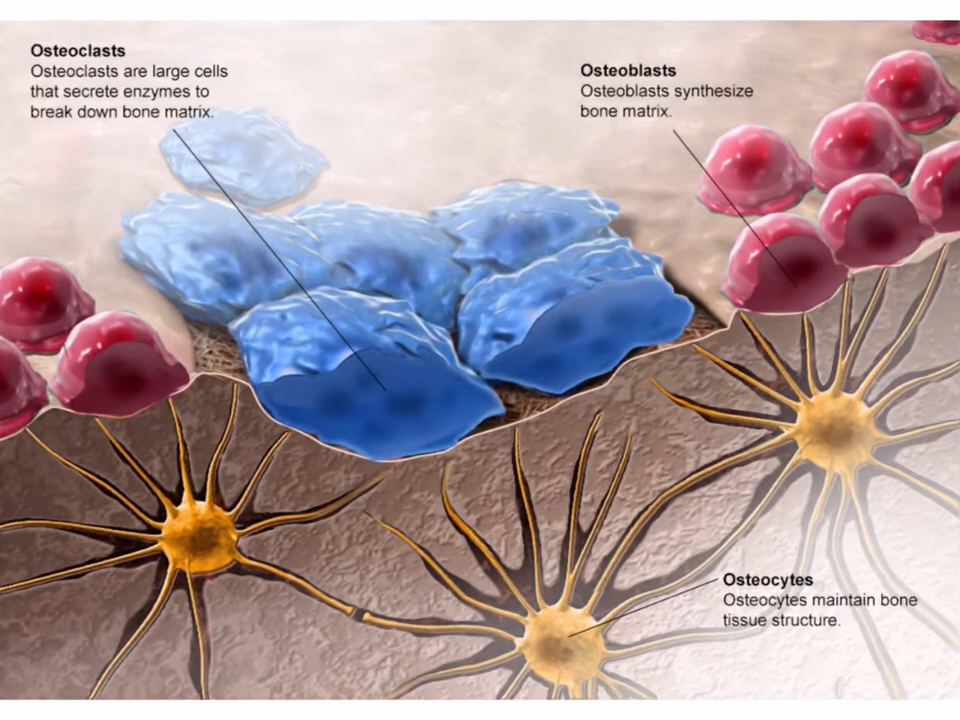 Osteoclasts
Osteoclasts are large cells
that secrete enzymes to
break down bone matrix.
Osteoblasts
Osteoblasts synthesize
bone matrix.
Osteocytes
Osteocytes maintain bone
tissue structure.